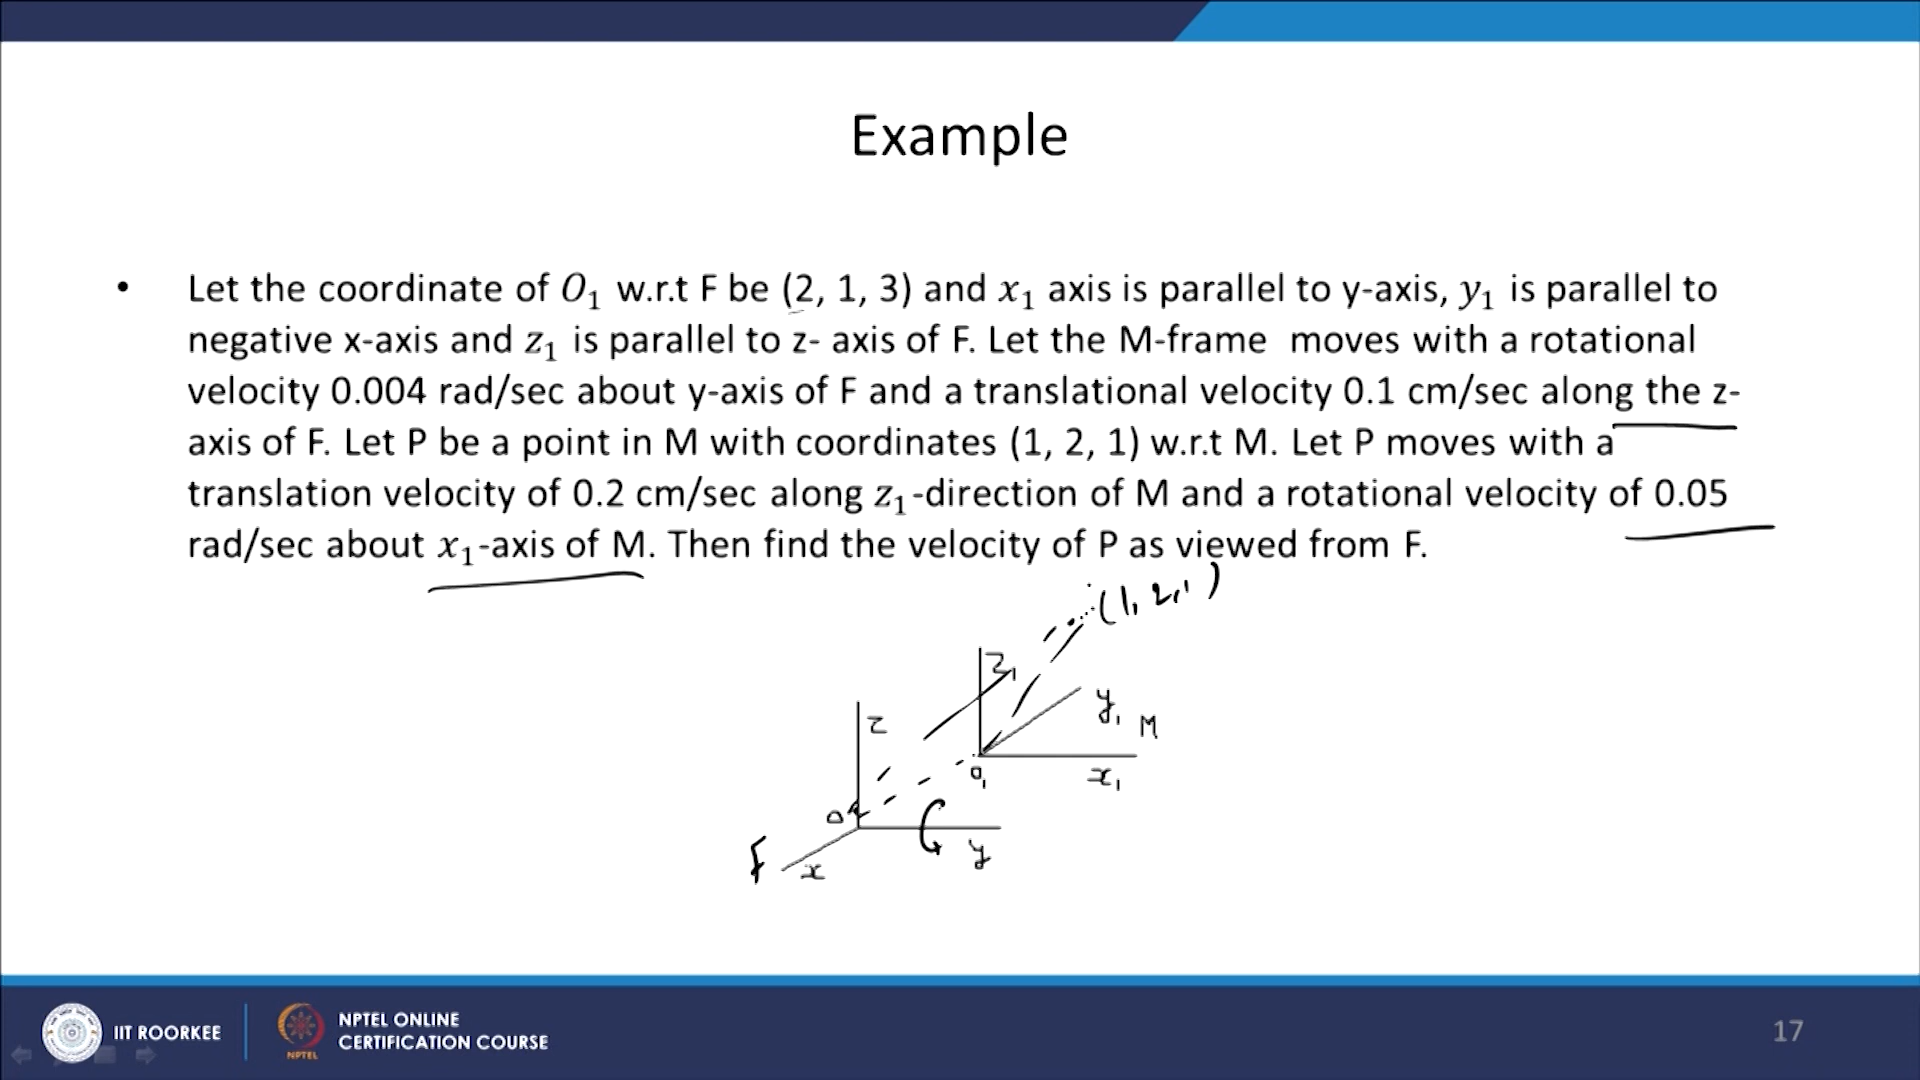 Example
• Let the coordinate of O₁ w.r.t F be (2, 1, 3) and x₁ axis is parallel to y-axis, y₁ is parallel to
negative x-axis and z₁ is parallel to z- axis of F. Let the M-frame moves with a rotational
velocity 0.004 rad/sec about y-axis of F and a translational velocity 0.1 cm/sec along the z-
axis of F. Let P be a point in M with coordinates (1, 2, 1) w.r.t M. Let P moves with a
translation velocity of 0.2 cm/sec along z₁-direction of M and a rotational velocity of 0.05
rad/sec about x₁-axis of M. Then find the velocity of P as viewed from F.
(1, 2, 1)
z₁
z
y₁ M
O₁
x₁
O
F
x
y
IIT ROORKEE
NPTEL
NPTEL ONLINE
CERTIFICATION COURSE
17